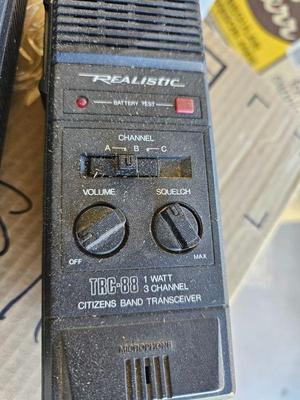 REALISTIC
BATTERY TEST
CHANNEL
A B C
VOLUME SQUELCH
OFF MAX
TRC-88 1 WATT
3 CHANNEL
CITIZENS BAND TRANSCEIVER
MICROPHONE